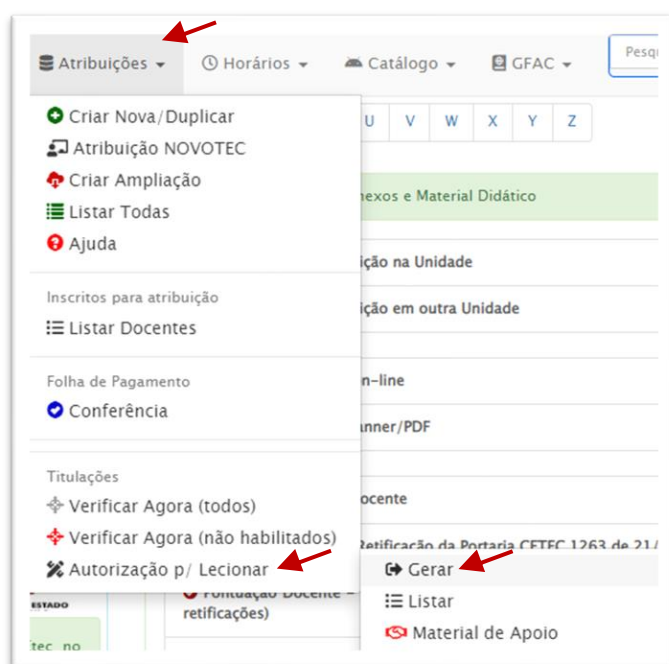 Atribuições
Horários
Catálogo
GFAC
Pesqu
Criar Nova/Duplicar
Atribuição NOVOTEC
Criar Ampliação
Listar Todas
Ajuda
Inscritos para atribuição
Listar Docentes
Folha de Pagamento
Conferência
Titulações
Verificar Agora (todos)
Verificar Agora (não habilitados)
Autorização p/ Lecionar
U V W X Y Z
nexos e Material Didático
ição na Unidade
ição em outra Unidade
n-line
anner/PDF
ocente
Retificação da Portaria CETEC 1263 de 21/
Gerar
Listar
Material de Apoio
Pontuação Docente –
retificações)
ESTADO
tec no